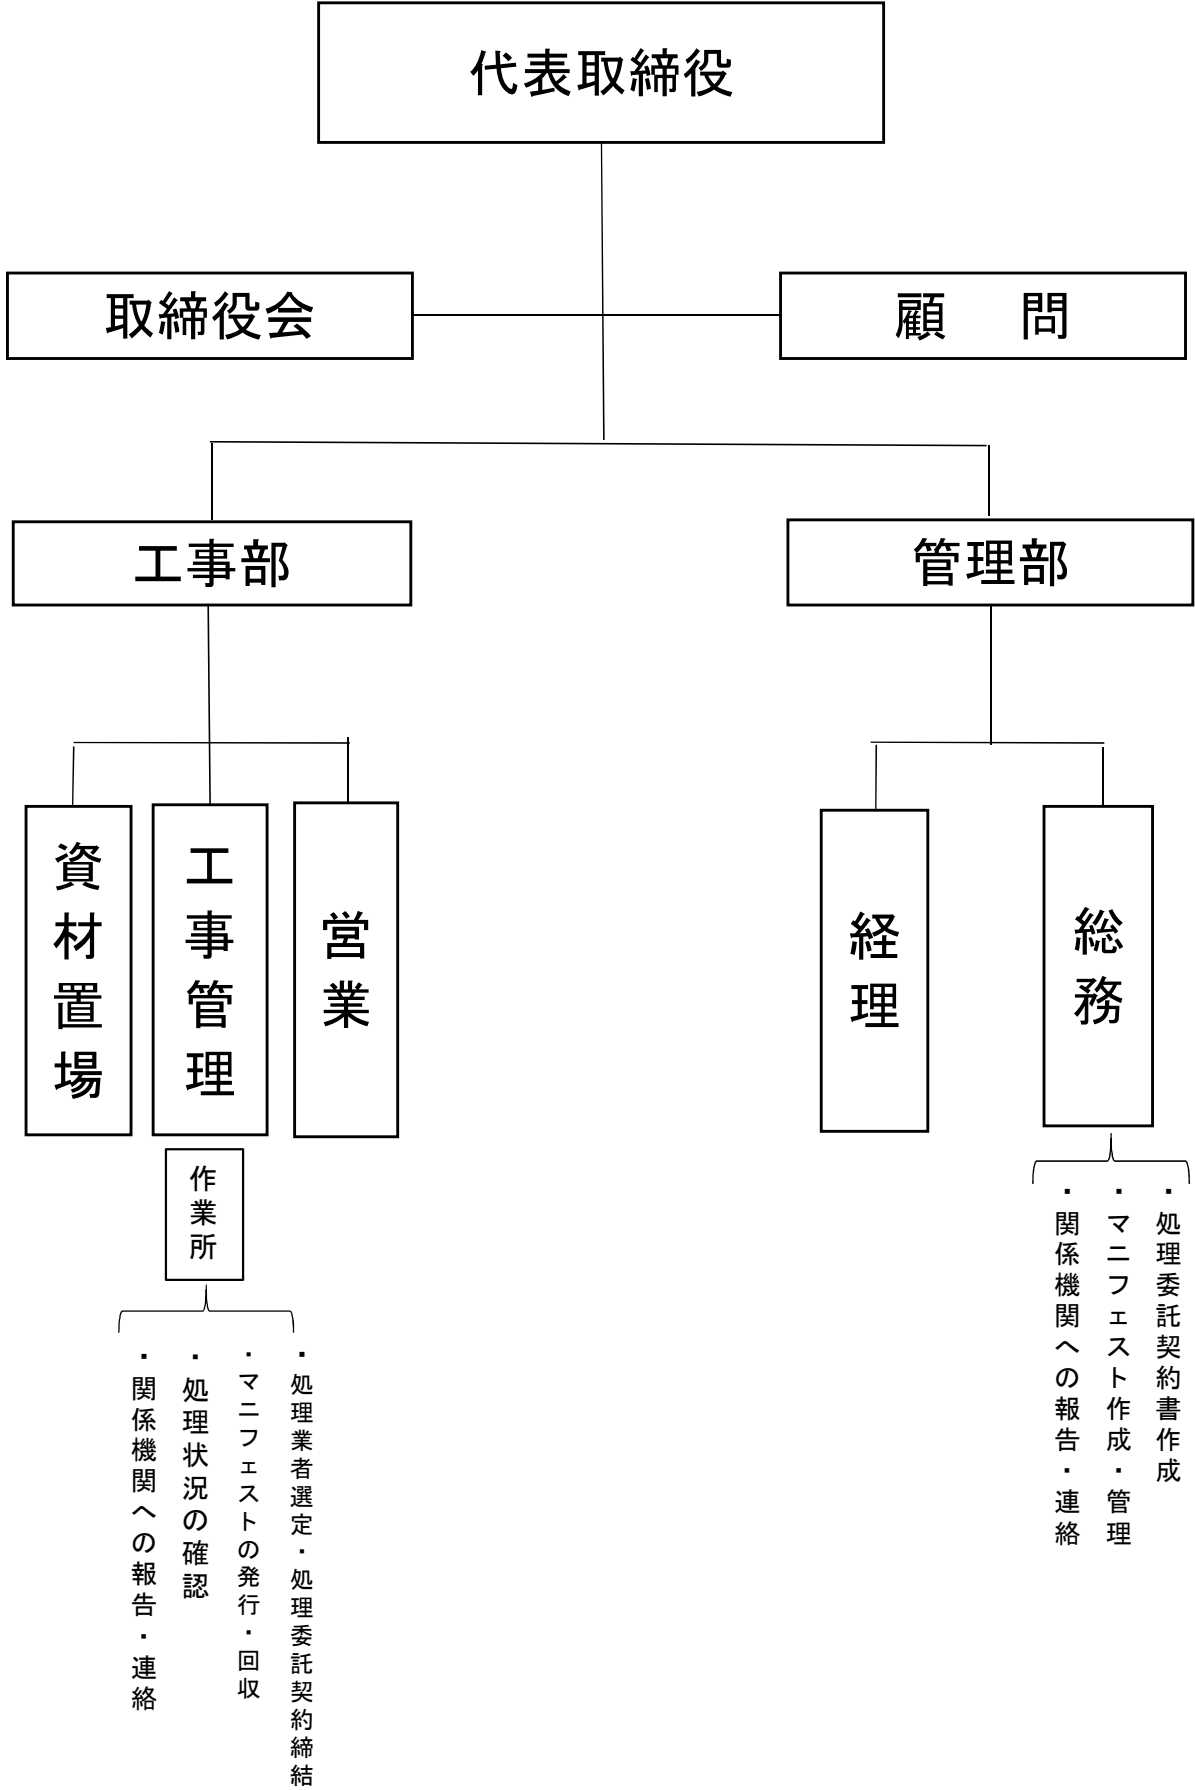 代表取締役
取締役会
顧　問
工事部
管理部
資材置場
工事管理
営業
経理
総務
作業所
・処理業者選定・処理委託契約締結
・マニフェストの発行・回収
・処理状況の確認
・関係機関への報告・連絡
・処理委託契約書作成
・マニフェスト作成・管理
・関係機関への報告・連絡